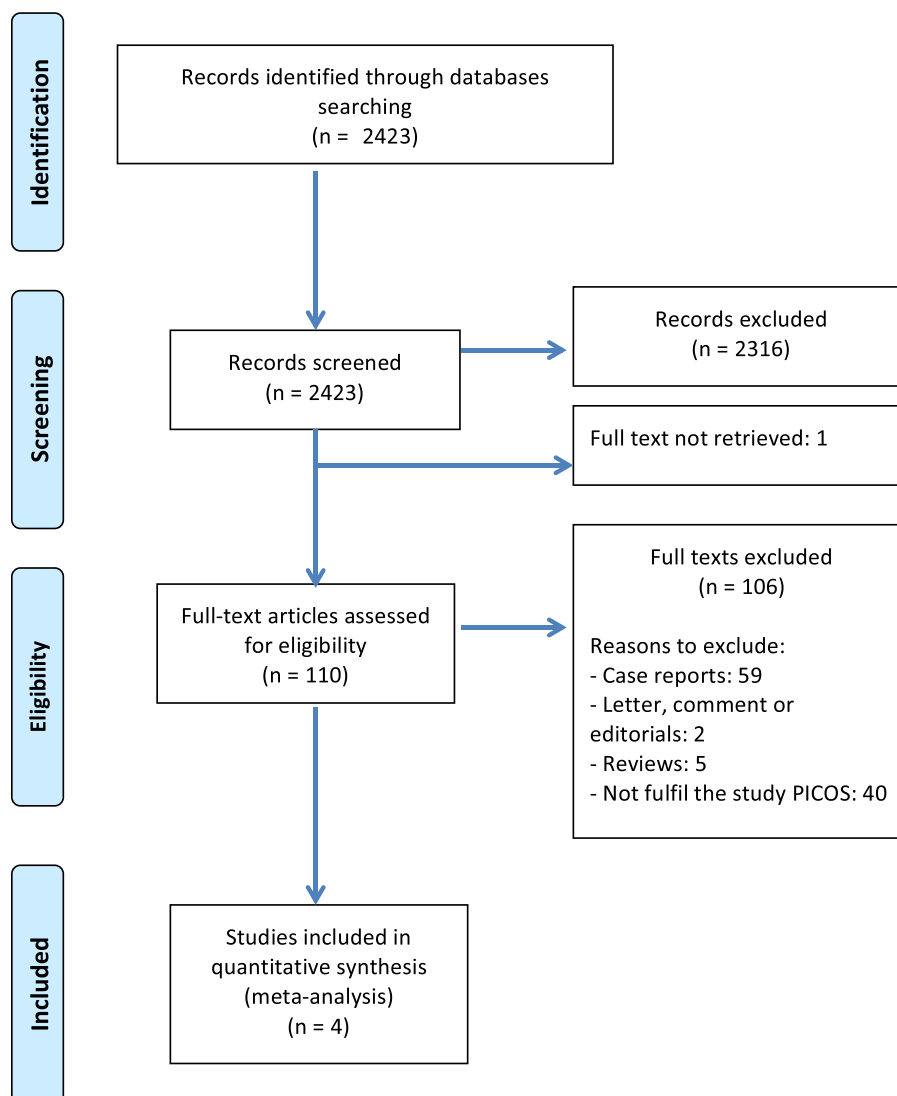 Identification
Records identified through databases
searching
(n = 2423)
Screening
Records screened
(n = 2423)
Records excluded
(n = 2316)
Full text not retrieved: 1
Eligibility
Full-text articles assessed
for eligibility
(n = 110)
Full texts excluded
(n = 106)
Reasons to exclude:
- Case reports: 59
- Letter, comment or
editorials: 2
- Reviews: 5
- Not fulfil the study PICOS: 40
Included
Studies included in
quantitative synthesis
(meta-analysis)
(n = 4)